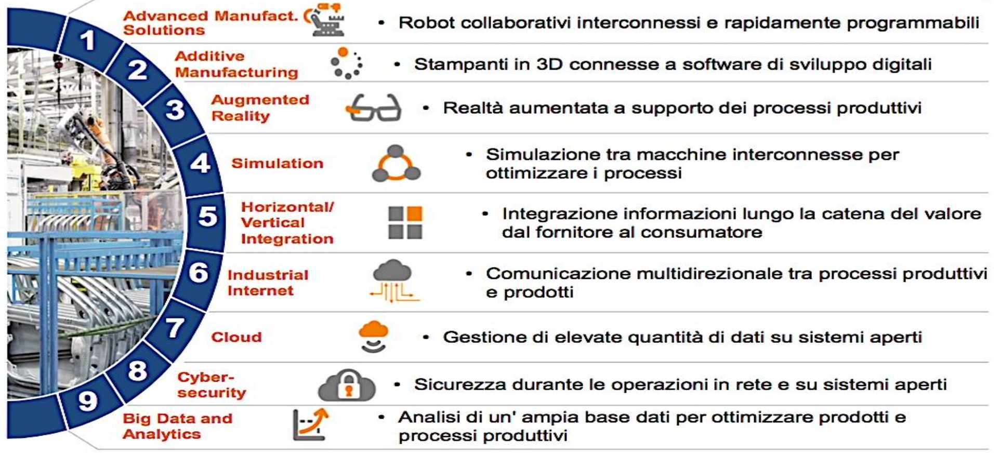 1
Advanced Manufact.
Solutions
• Robot collaborativi interconnessi e rapidamente programmabili
2
Additive
Manufacturing
• Stampanti in 3D connesse a software di sviluppo digitali
3
Augmented
Reality
• Realtà aumentata a supporto dei processi produttivi
4
Simulation
• Simulazione tra macchine interconnesse per
ottimizzare i processi
5
Horizontal/
Vertical
Integration
• Integrazione informazioni lungo la catena del valore
dal fornitore al consumatore
6
Industrial
Internet
• Comunicazione multidirezionale tra processi produttivi
e prodotti
7
Cloud
• Gestione di elevate quantità di dati su sistemi aperti
8
Cyber-
security
• Sicurezza durante le operazioni in rete e su sistemi aperti
9
Big Data and
Analytics
• Analisi di un' ampia base dati per ottimizzare prodotti e
processi produttivi